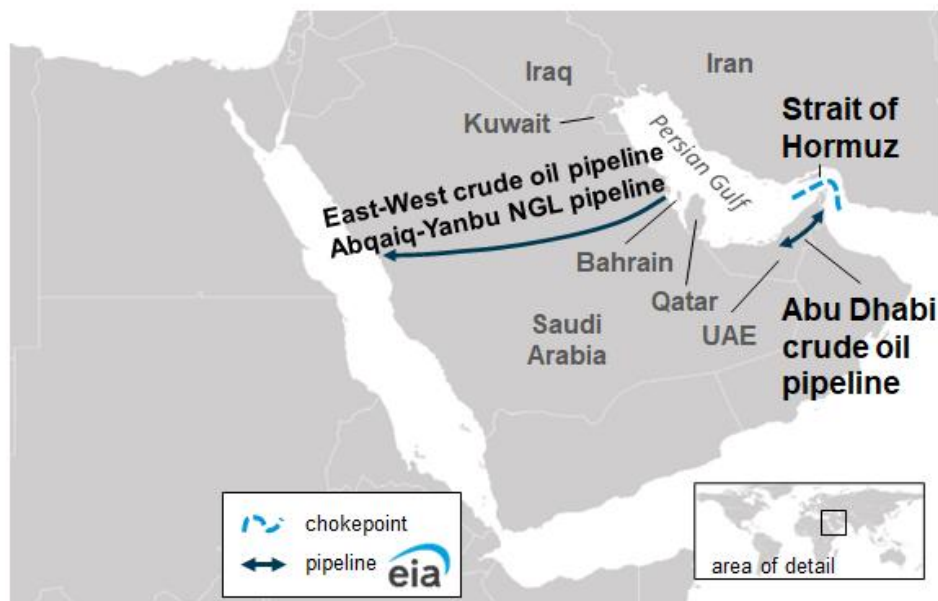 Iraq
Iran
Kuwait
Persian Gulf
Strait of
Hormuz
East-West crude oil pipeline
Abqaiq-Yanbu NGL pipeline
Bahrain
Qatar
UAE
Saudi
Arabia
Abu Dhabi
crude oil
pipeline
chokepoint
pipeline
eia
area of detail